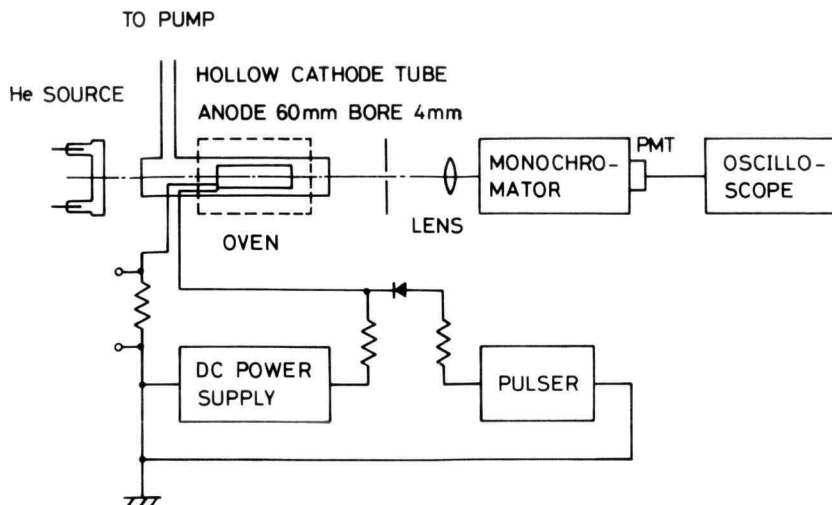 TO PUMP
He SOURCE
HOLLOW CATHODE TUBE
ANODE 60mm BORE 4mm
OVEN
LENS
MONOCHRO-
MATOR
PMT
OSCILLO-
SCOPE
DC POWER
SUPPLY
PULSER